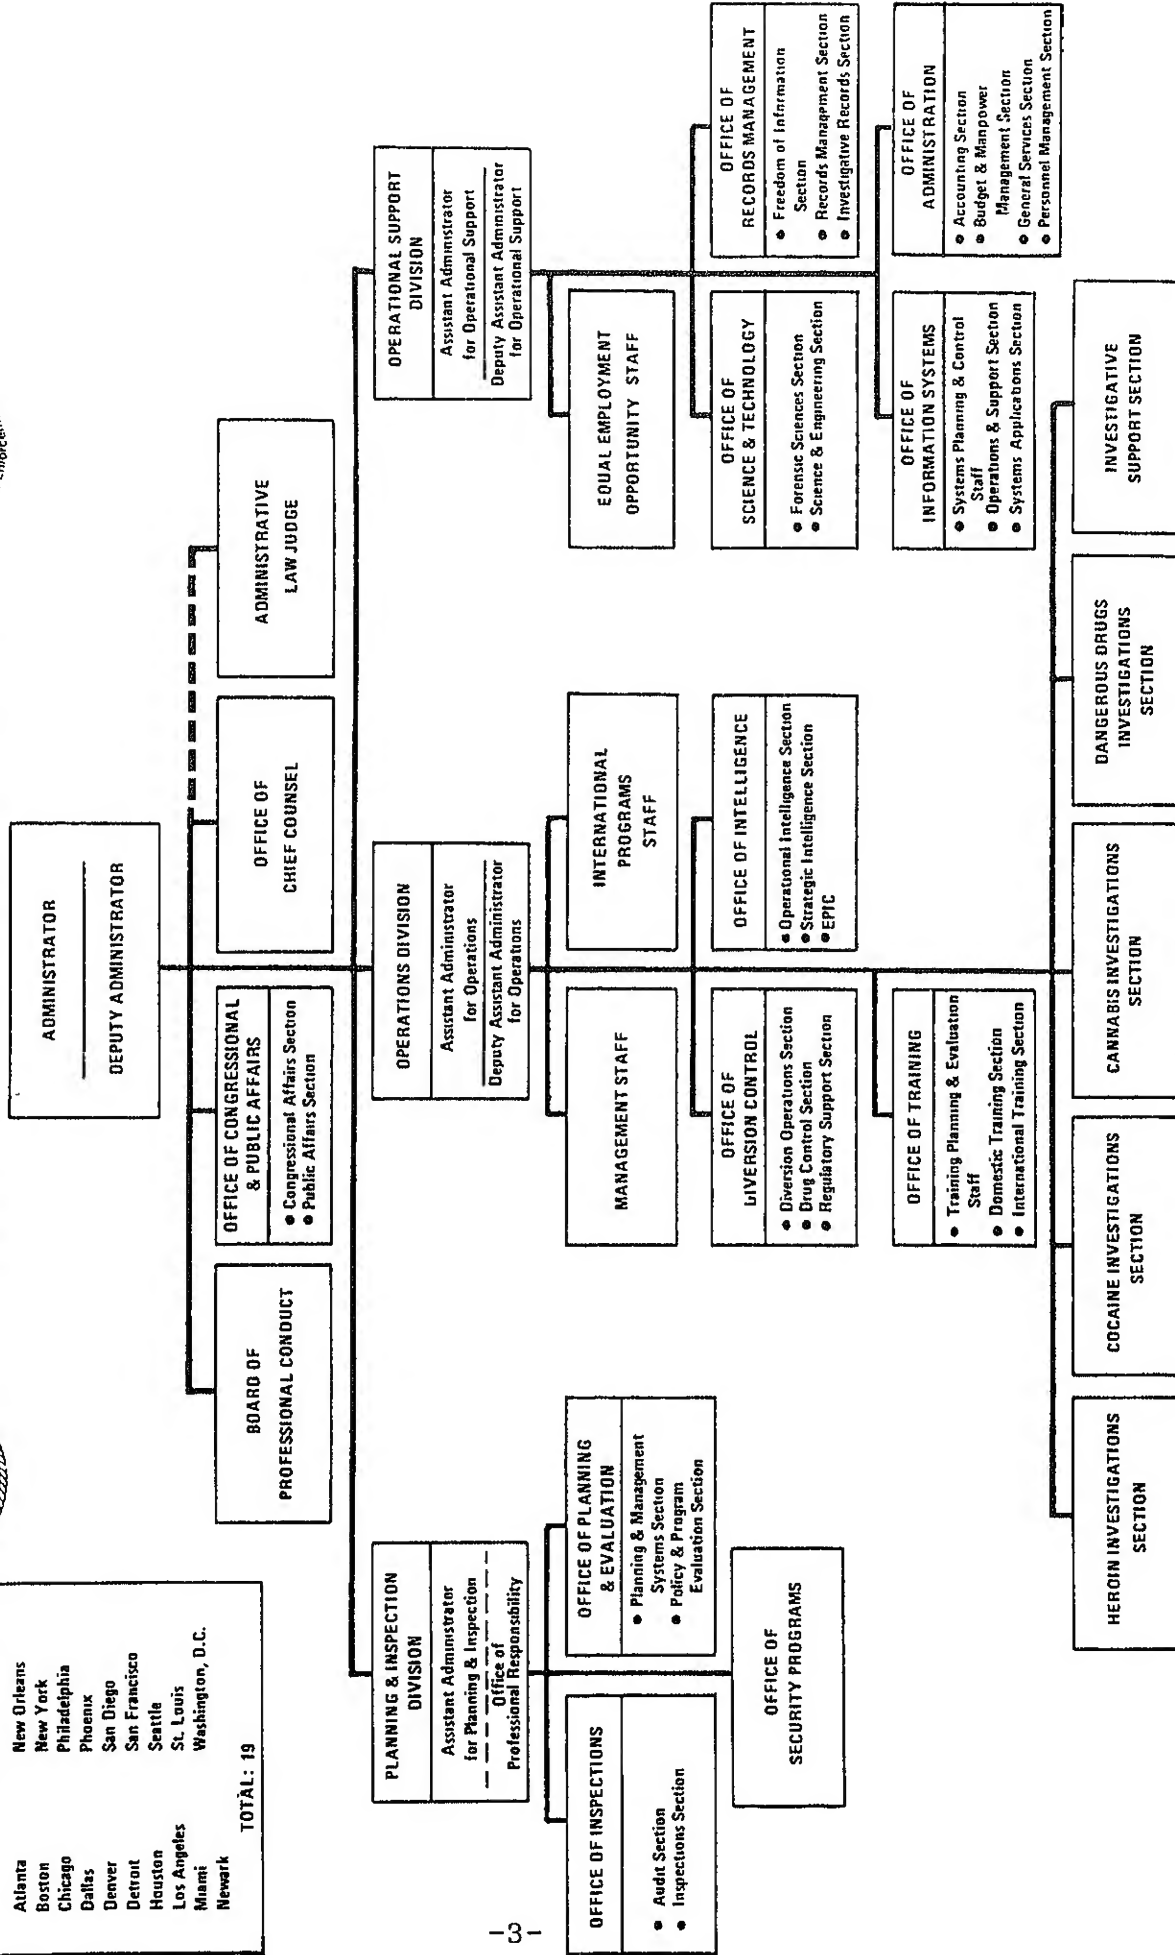 Enforcem
Atlanta
Boston
Chicago
Dallas
Denver
Detroit
Houston
Los Angeles
Miami
Newark
New Orleans
New York
Philadelphia
Phoenix
San Diego
San Francisco
Seattle
St. Louis
Washington, D.C.
TOTAL: 19
ADMINISTRATOR
DEPUTY ADMINISTRATOR
BOARD OF
PROFESSIONAL CONDUCT
OFFICE OF CONGRESSIONAL
& PUBLIC AFFAIRS
● Congressional Affairs Section
● Public Affairs Section
OFFICE OF
CHIEF COUNSEL
ADMINISTRATIVE
LAW JUDGE
PLANNING & INSPECTION
DIVISION
Assistant Administrator
for Planning & Inspection
Office of
Professional Responsibility
OPERATIONS DIVISION
Assistant Administrator
for Operations
Deputy Assistant Administrator
for Operations
OPERATIONAL SUPPORT
DIVISION
Assistant Administrator
for Operational Support
Deputy Assistant Administrator
for Operational Support
OFFICE OF INSPECTIONS
● Audit Section
● Inspections Section
OFFICE OF PLANNING
& EVALUATION
● Planning & Management
Systems Section
● Policy & Program
Evaluation Section
OFFICE OF
SECURITY PROGRAMS
MANAGEMENT STAFF
INTERNATIONAL
PROGRAMS
STAFF
OFFICE OF
DIVERSION CONTROL
● Diversion Operations Section
● Drug Control Section
● Regulatory Support Section
OFFICE OF INTELLIGENCE
● Operational Intelligence Section
● Strategic Intelligence Section
● EPIC
OFFICE OF TRAINING
● Training Planning & Evaluation
Staff
● Domestic Training Section
● International Training Section
EQUAL EMPLOYMENT
OPPORTUNITY STAFF
OFFICE OF
SCIENCE & TECHNOLOGY
● Forensic Sciences Section
● Science & Engineering Section
OFFICE OF
RECORDS MANAGEMENT
● Freedom of Information
Section
● Records Management Section
● Investigative Records Section
OFFICE OF
INFORMATION SYSTEMS
● Systems Planning & Control
Staff
● Operations & Support Section
● Systems Applications Section
OFFICE OF
ADMINISTRATION
● Accounting Section
● Budget & Manpower
Management Section
● General Services Section
● Personnel Management Section
HEROIN INVESTIGATIONS
SECTION
COCAINE INVESTIGATIONS
SECTION
CANNABIS INVESTIGATIONS
SECTION
DANGEROUS DRUGS
INVESTIGATIONS
SECTION
INVESTIGATIVE
SUPPORT SECTION
-3-